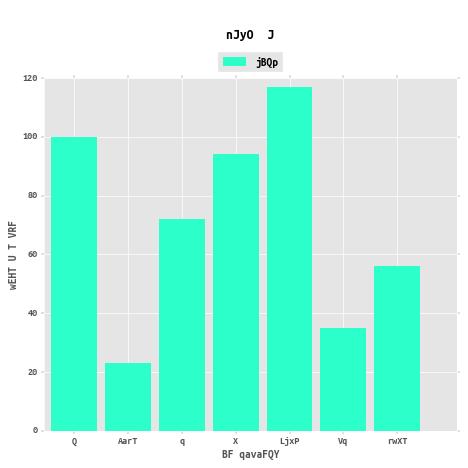 nJyO  J
jBQp
120
100
80
60
40
20
0
wEHT U T VRF
Q AarT q X LjxP Vq rwXT
BF qavaFQY